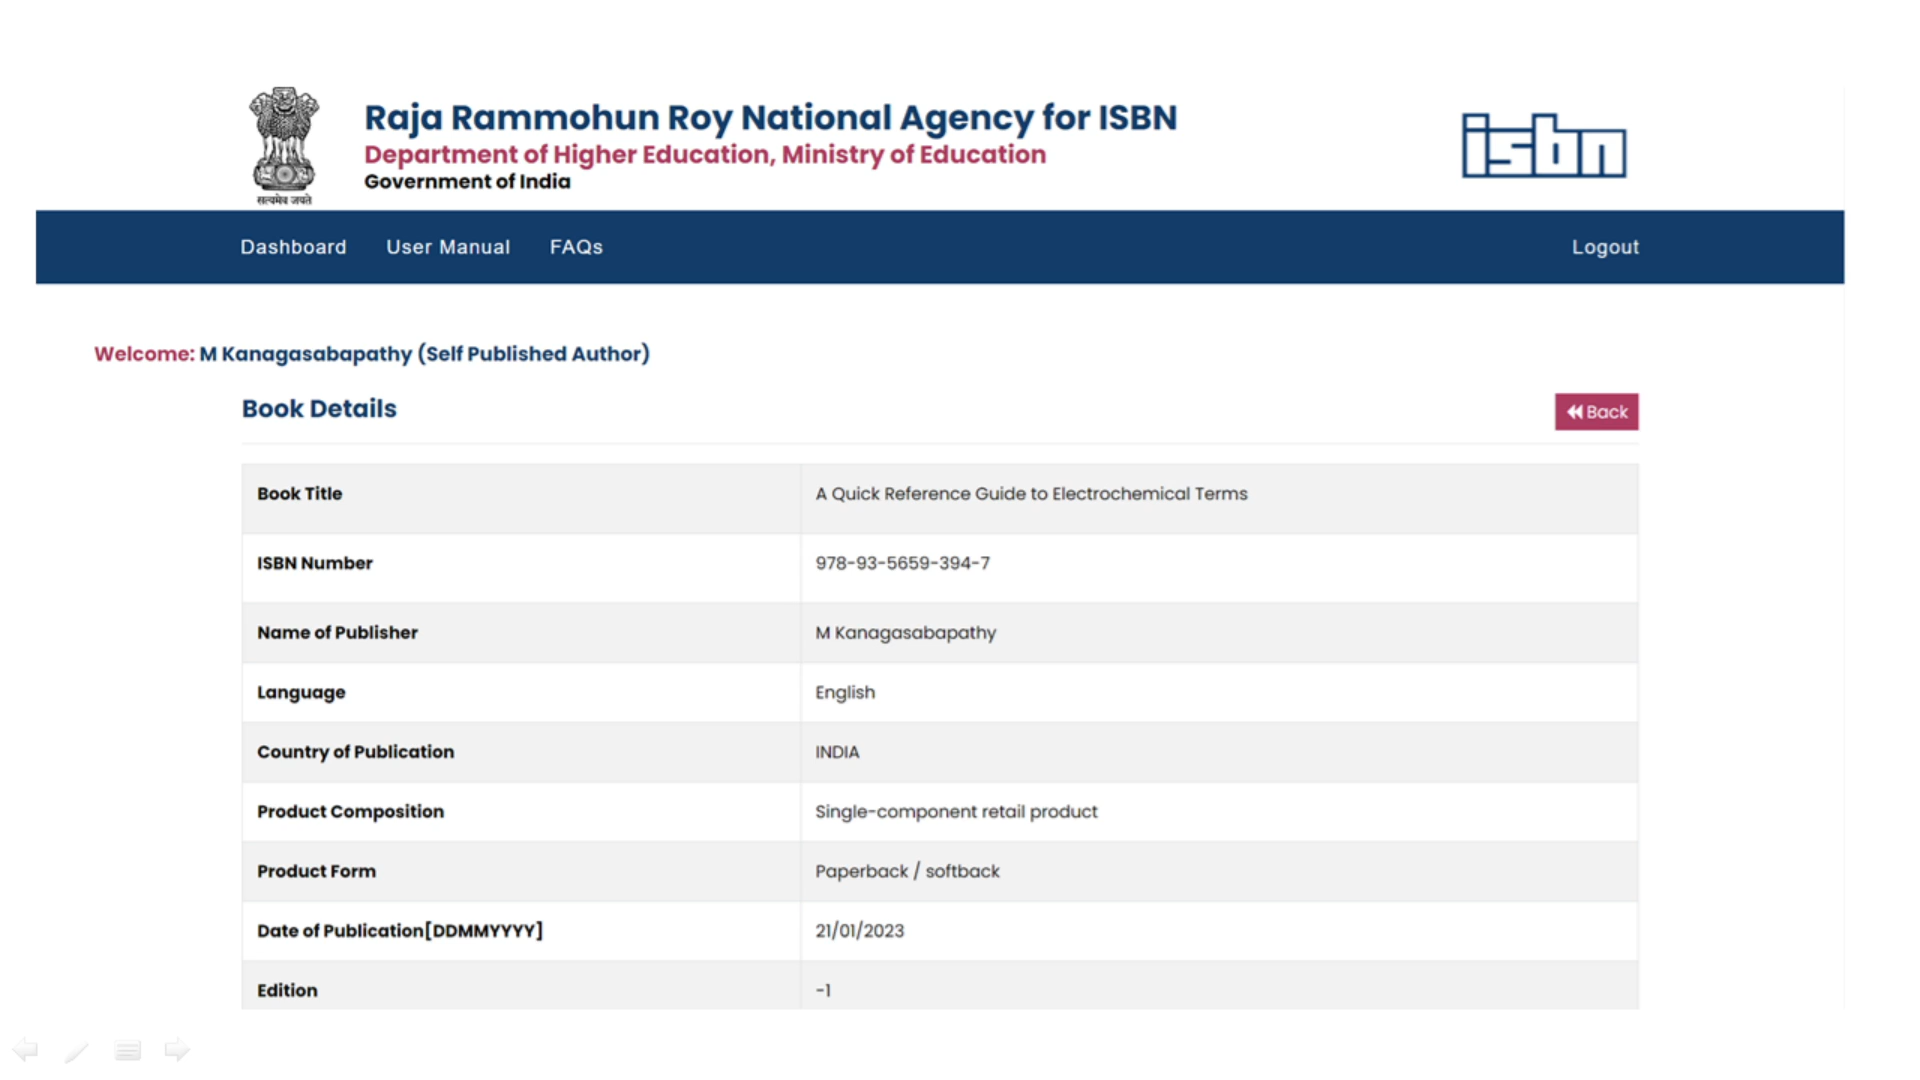 Raja Rammohun Roy National Agency for ISBN
Department of Higher Education, Ministry of Education
Government of India
सत्यमेव जयते
isbn
Dashboard User Manual FAQs Logout
Welcome: M Kanagasabapathy (Self Published Author)
Book Details
Back
Book Title A Quick Reference Guide to Electrochemical Terms
ISBN Number 978-93-5659-394-7
Name of Publisher M Kanagasabapathy
Language English
Country of Publication INDIA
Product Composition Single-component retail product
Product Form Paperback / softback
Date of Publication[DDMMYYYY] 21/01/2023
Edition -1